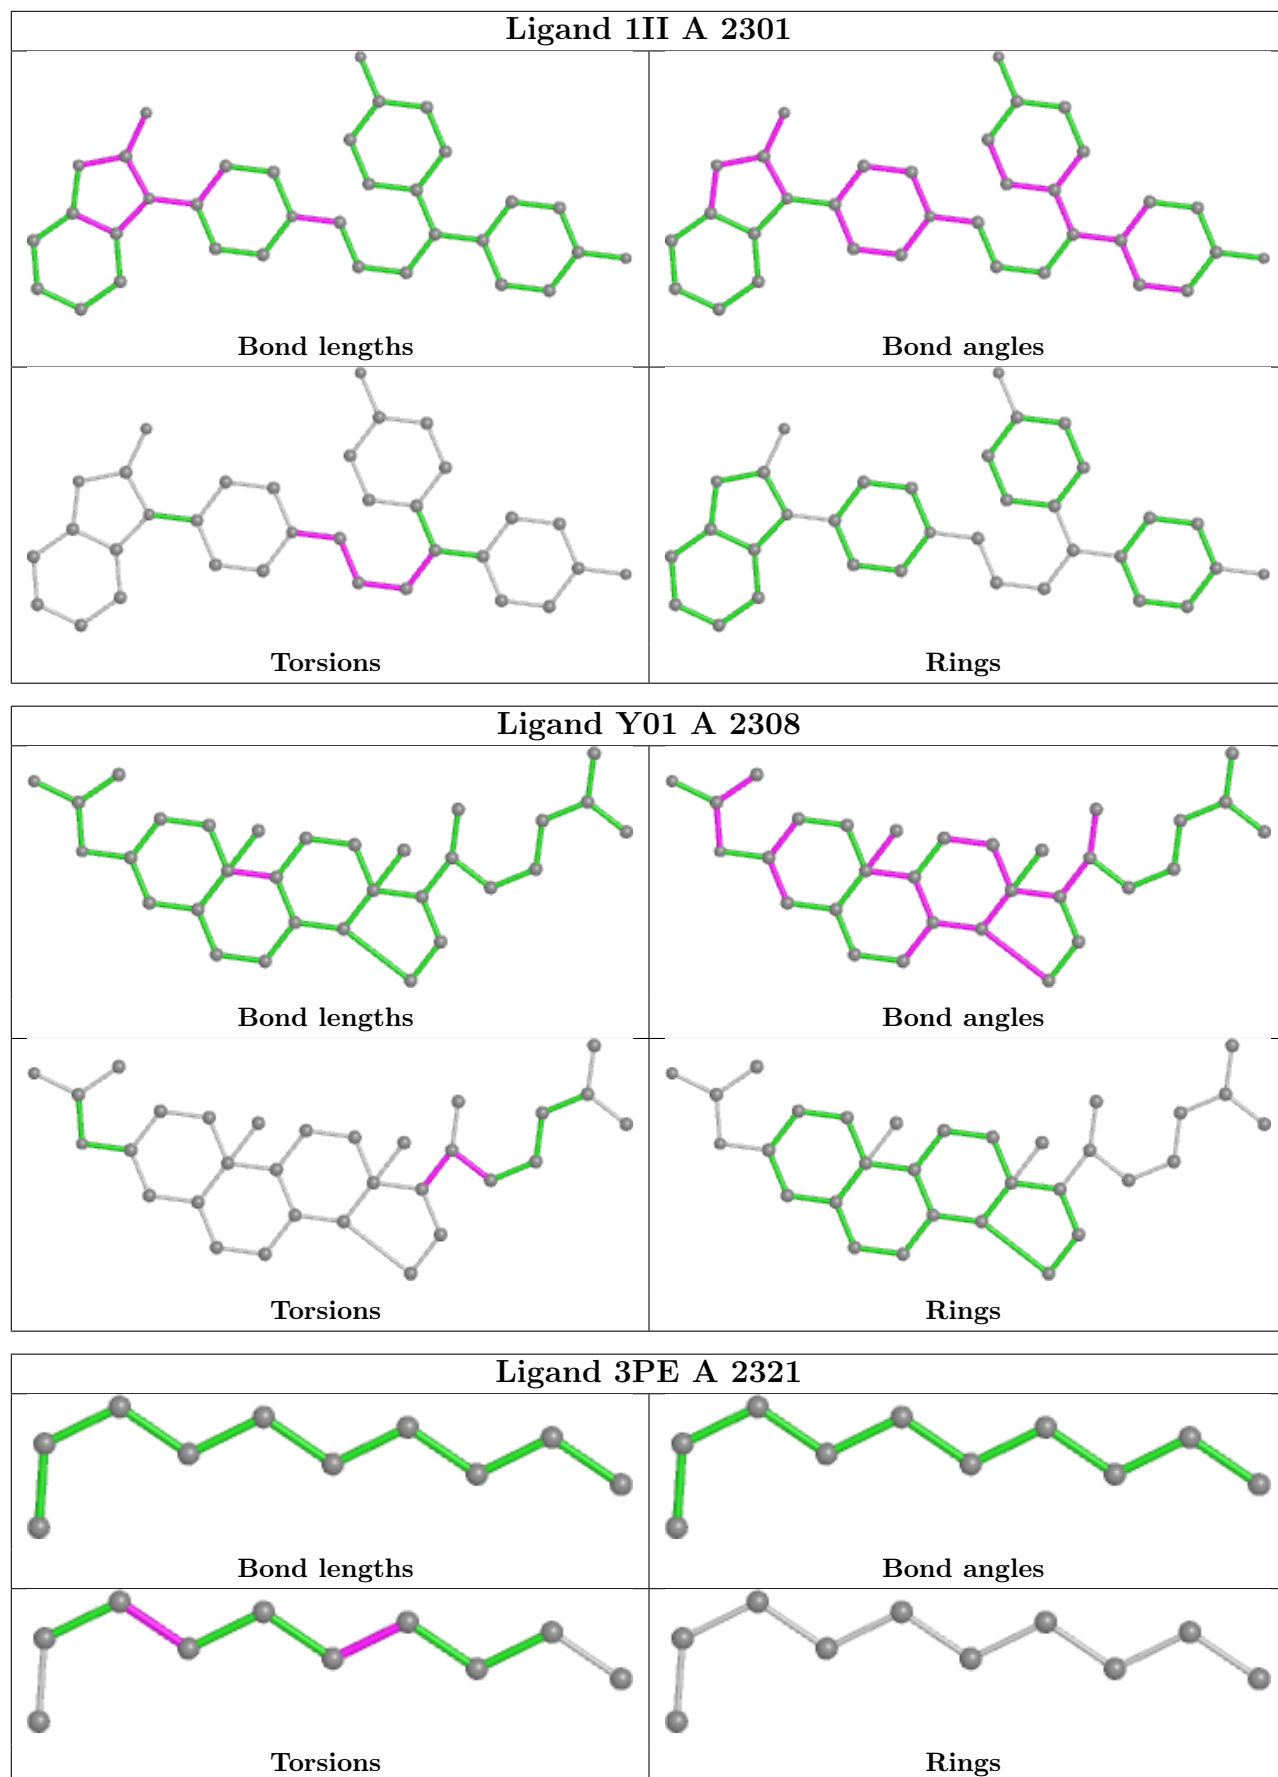 Ligand 1II A 2301
Bond lengths
Bond angles
Torsions
Rings
Ligand Y01 A 2308
Bond lengths
Bond angles
Torsions
Rings
Ligand 3PE A 2321
Bond lengths
Bond angles
Torsions
Rings